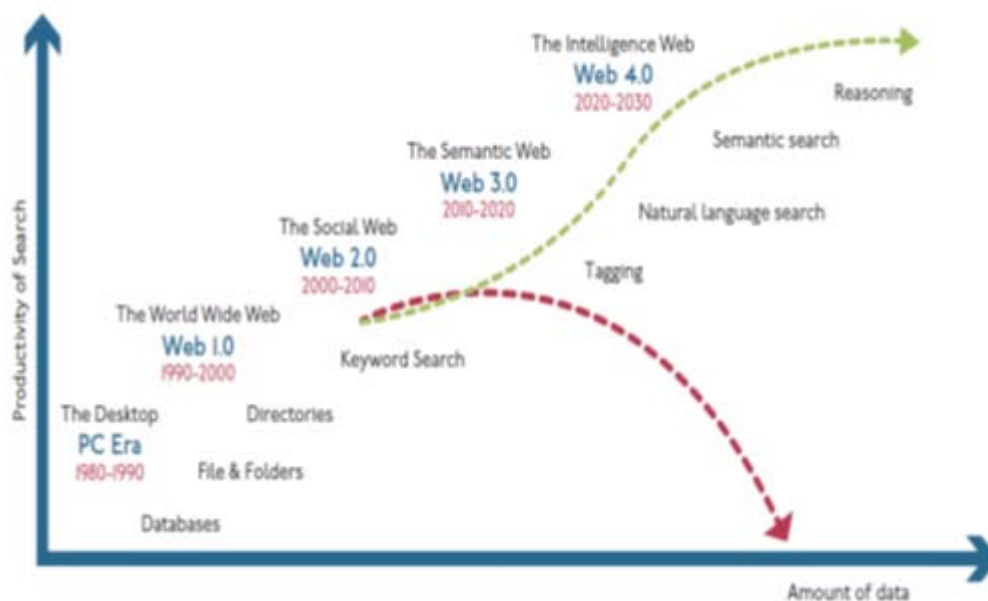 The Intelligence Web
Web 4.0
2020-2030
Reasoning
Semantic search
The Semantic Web
Web 3.0
2010-2020
Natural language search
The Social Web
Web 2.0
2000-2010
Tagging
The World Wide Web
Web 1.0
1990-2000
Keyword Search
The Desktop
PC Era
1980-1990
Directories
File & Folders
Databases
Productivity of Search
Amount of data